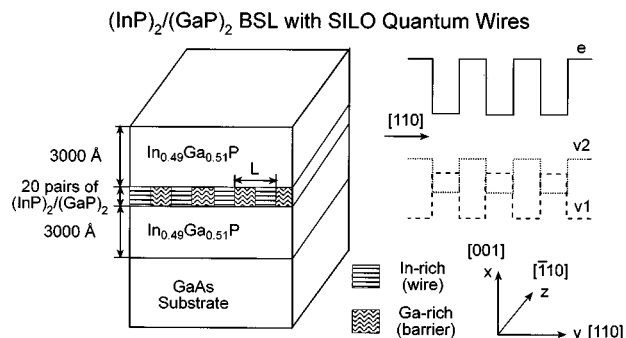 (InP)₂/(GaP)₂ BSL with SILO Quantum Wires
e
[110]
3000 Å
In₀.₄₉Ga₀.₅₁P
L
v2
20 pairs of
(InP)₂/(GaP)₂
v1
3000 Å
In₀.₄₉Ga₀.₅₁P
[001]
x
[1̅10]
z
In-rich
(wire)
GaAs
Substrate
Ga-rich
(barrier)
y [110]